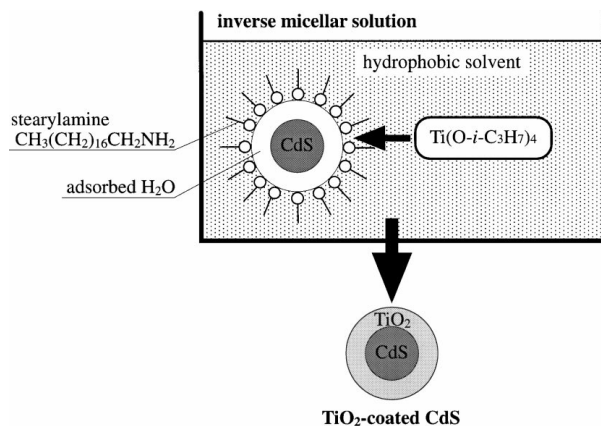 inverse micellar solution
hydrophobic solvent
stearylamine
CH3(CH2)16CH2NH2
CdS
Ti(O-i-C3H7)4
adsorbed H2O
TiO2
CdS
TiO2-coated CdS